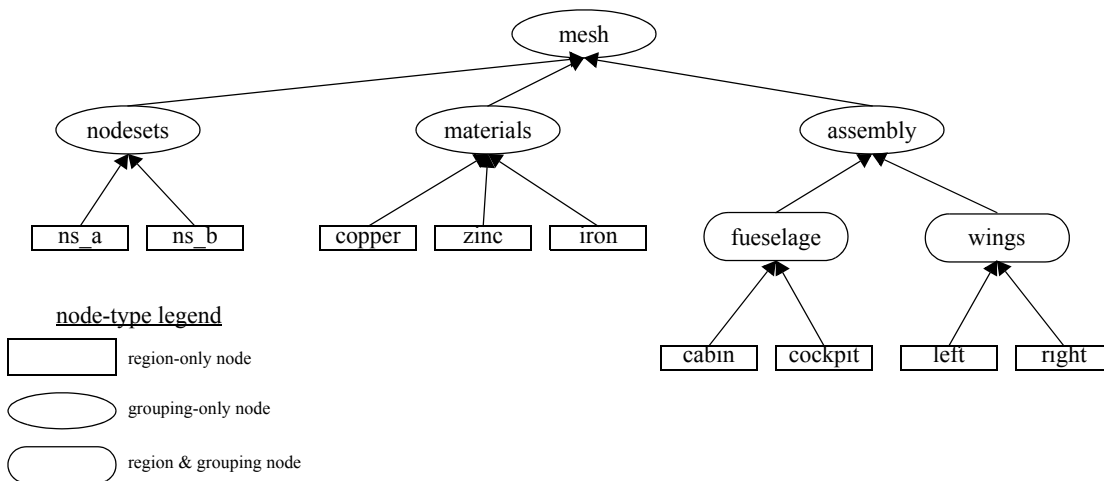 mesh
nodesets materials assembly
ns_a ns_b copper zinc iron fueselage wings
node-type legend
cabin cockpit left right
region-only node
grouping-only node
region & grouping node